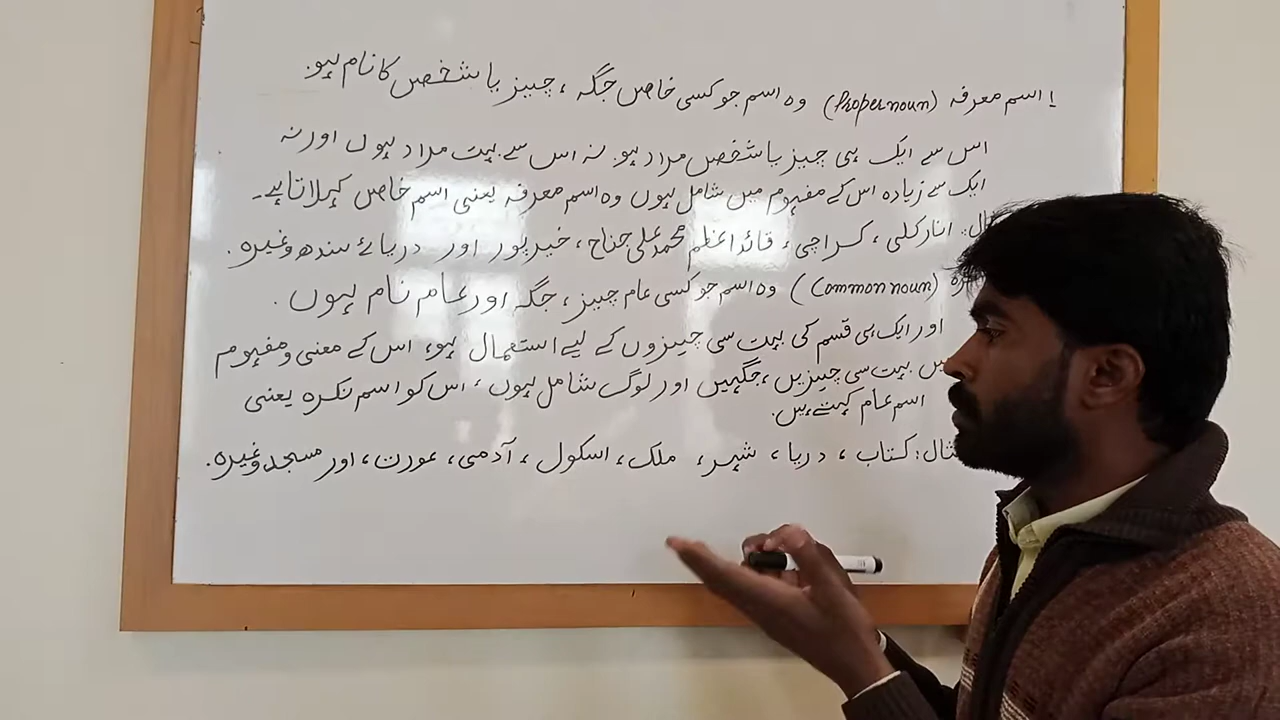 1 اسم معرفہ (Proper noun) وہ اسم جو کسی خاص جگہ ، چیز یا شخص کا نام ہو.
اس سے ایک ہی چیز یا شخص مراد ہو. نہ اس سے بہت مراد ہوں اور نہ
ایک سے زیادہ اس کے مفہوم میں شامل ہوں وہ اسم معرفہ یعنی اسم خاص کہلاتا ہے۔
انارکلی ، کراچی ، قائداعظم محمد علی جناح ، خیرپور اور دریائے سندھ وغیرہ .
(Common noun) وہ اسم جو کسی عام چیز ، جگہ اور عام نام ہوں .
اور ایک ہی قسم کی بہت سی چیزوں کے لیے استعمال ہو، اس کے معنی و مفہوم
بہت سی چیزیں ، جگہیں اور لوگ شامل ہوں ، اس کو اسم نکرہ یعنی
اسم عام کہتے ہیں.
کتاب ، دریا ، شہر ، ملک ، اسکول ، آدمی ، عورت ، اور مسجد وغیرہ .